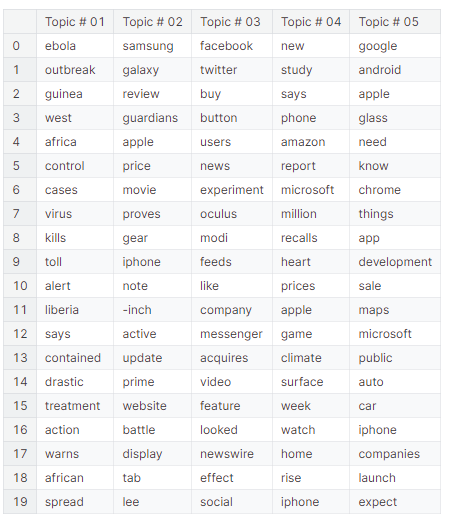 Topic # 01 Topic # 02 Topic # 03 Topic # 04 Topic # 05
0 ebola samsung facebook new google
1 outbreak galaxy twitter study android
2 guinea review buy says apple
3 west guardians button phone glass
4 africa apple users amazon need
5 control price news report know
6 cases movie experiment microsoft chrome
7 virus proves oculus million things
8 kills gear modi recalls app
9 toll iphone feeds heart development
10 alert note like prices sale
11 liberia -inch company apple maps
12 says active messenger game microsoft
13 contained update acquires climate public
14 drastic prime video surface auto
15 treatment website feature week car
16 action battle looked watch iphone
17 warns display newswire home companies
18 african tab effect rise launch
19 spread lee social iphone expect